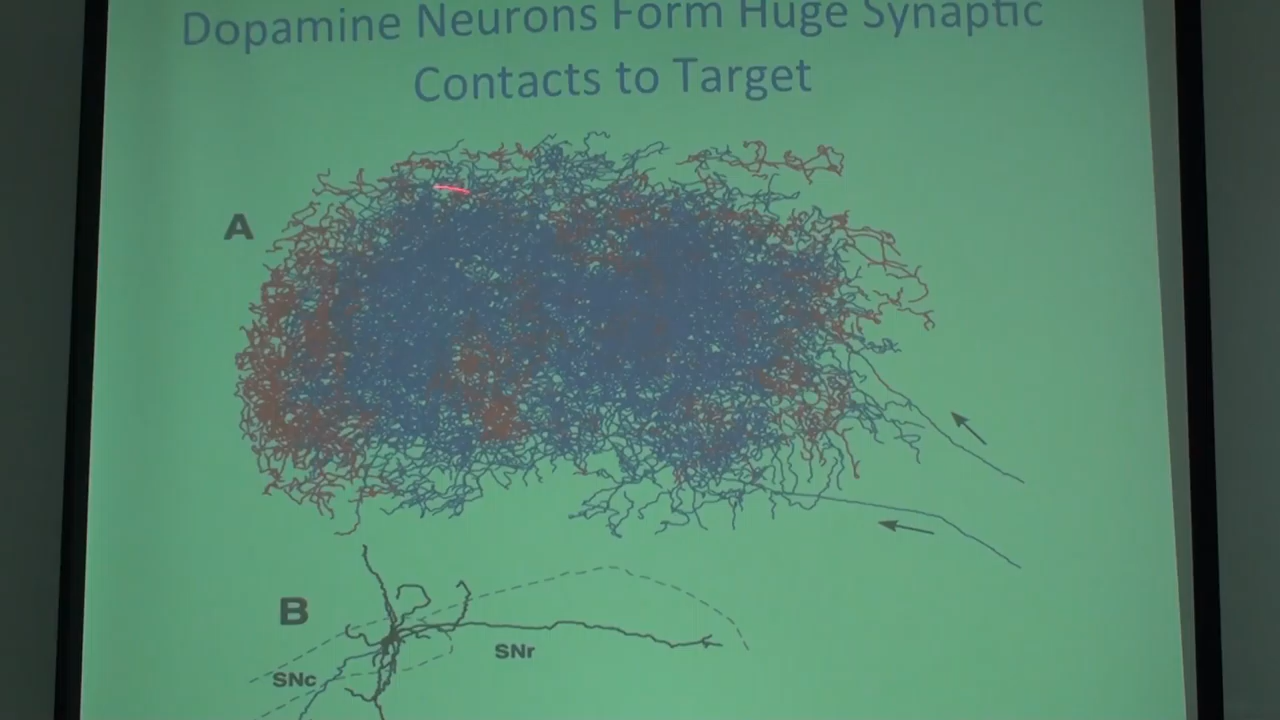 Dopamine Neurons Form Huge Synaptic
Contacts to Target
A
B
SNr
SNc